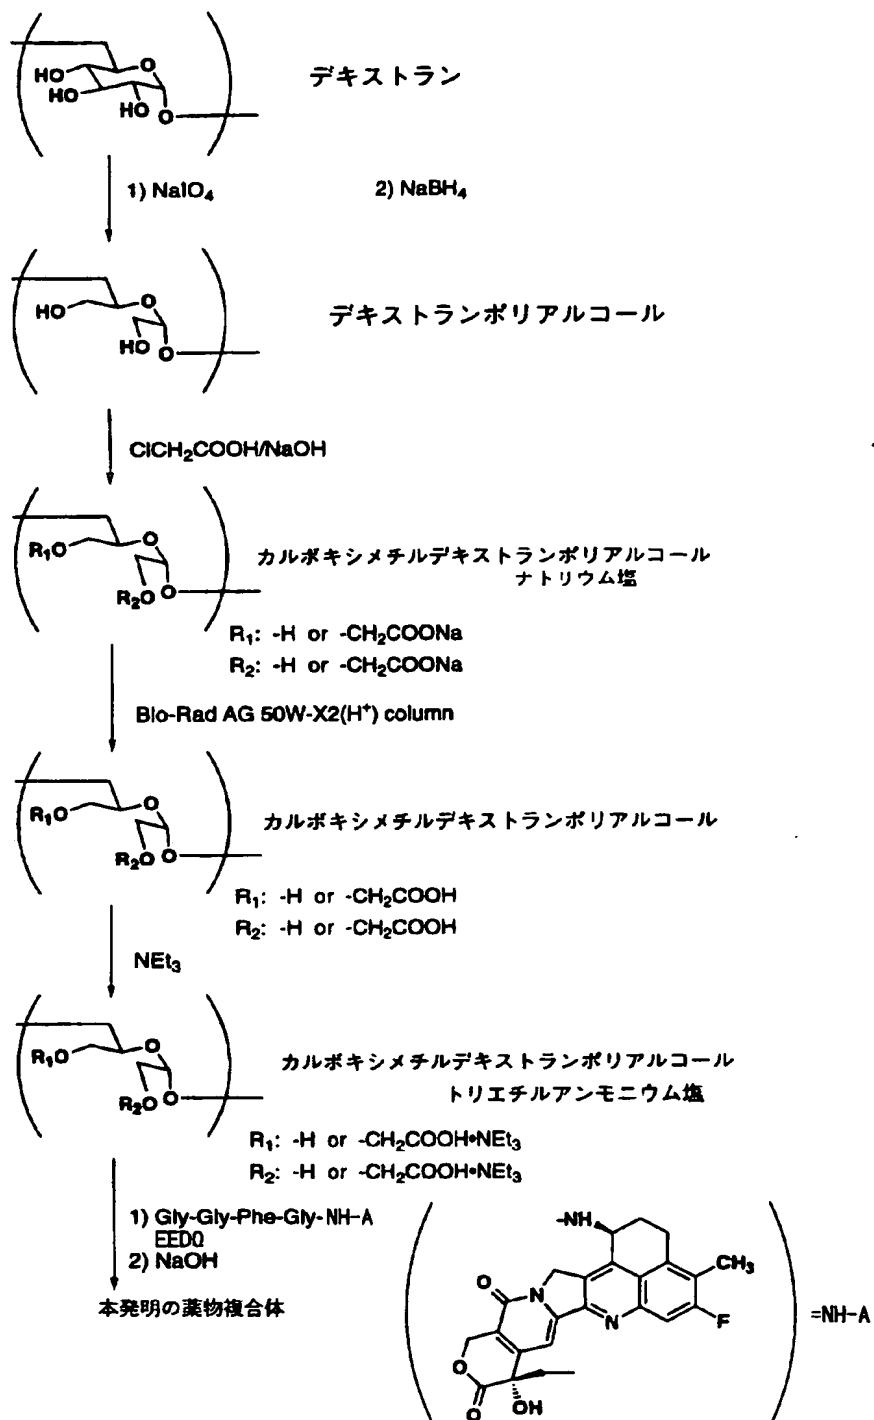 HO
O
HO
HO
O
デキストラン
1) NaIO4 2) NaBH4
HO
O
HO
O
デキストランポリアルコール
ClCH2COOH/NaOH
R1O
O
R2O
O
カルボキシメチルデキストランポリアルコール
ナトリウム塩
R1: -H or -CH2COONa
R2: -H or -CH2COONa
Bio-Rad AG 50W-X2(H+) column
R1O
O
R2O
O
カルボキシメチルデキストランポリアルコール
R1: -H or -CH2COOH
R2: -H or -CH2COOH
NEt3
R1O
O
R2O
O
カルボキシメチルデキストランポリアルコール
トリエチルアンモニウム塩
R1: -H or -CH2COOH•NEt3
R2: -H or -CH2COOH•NEt3
1) Gly-Gly-Phe-Gly-NH-A
EEDQ
2) NaOH
本発明の薬物複合体
-NH
CH3
O
N
N
F
=NH-A
O
O
OH